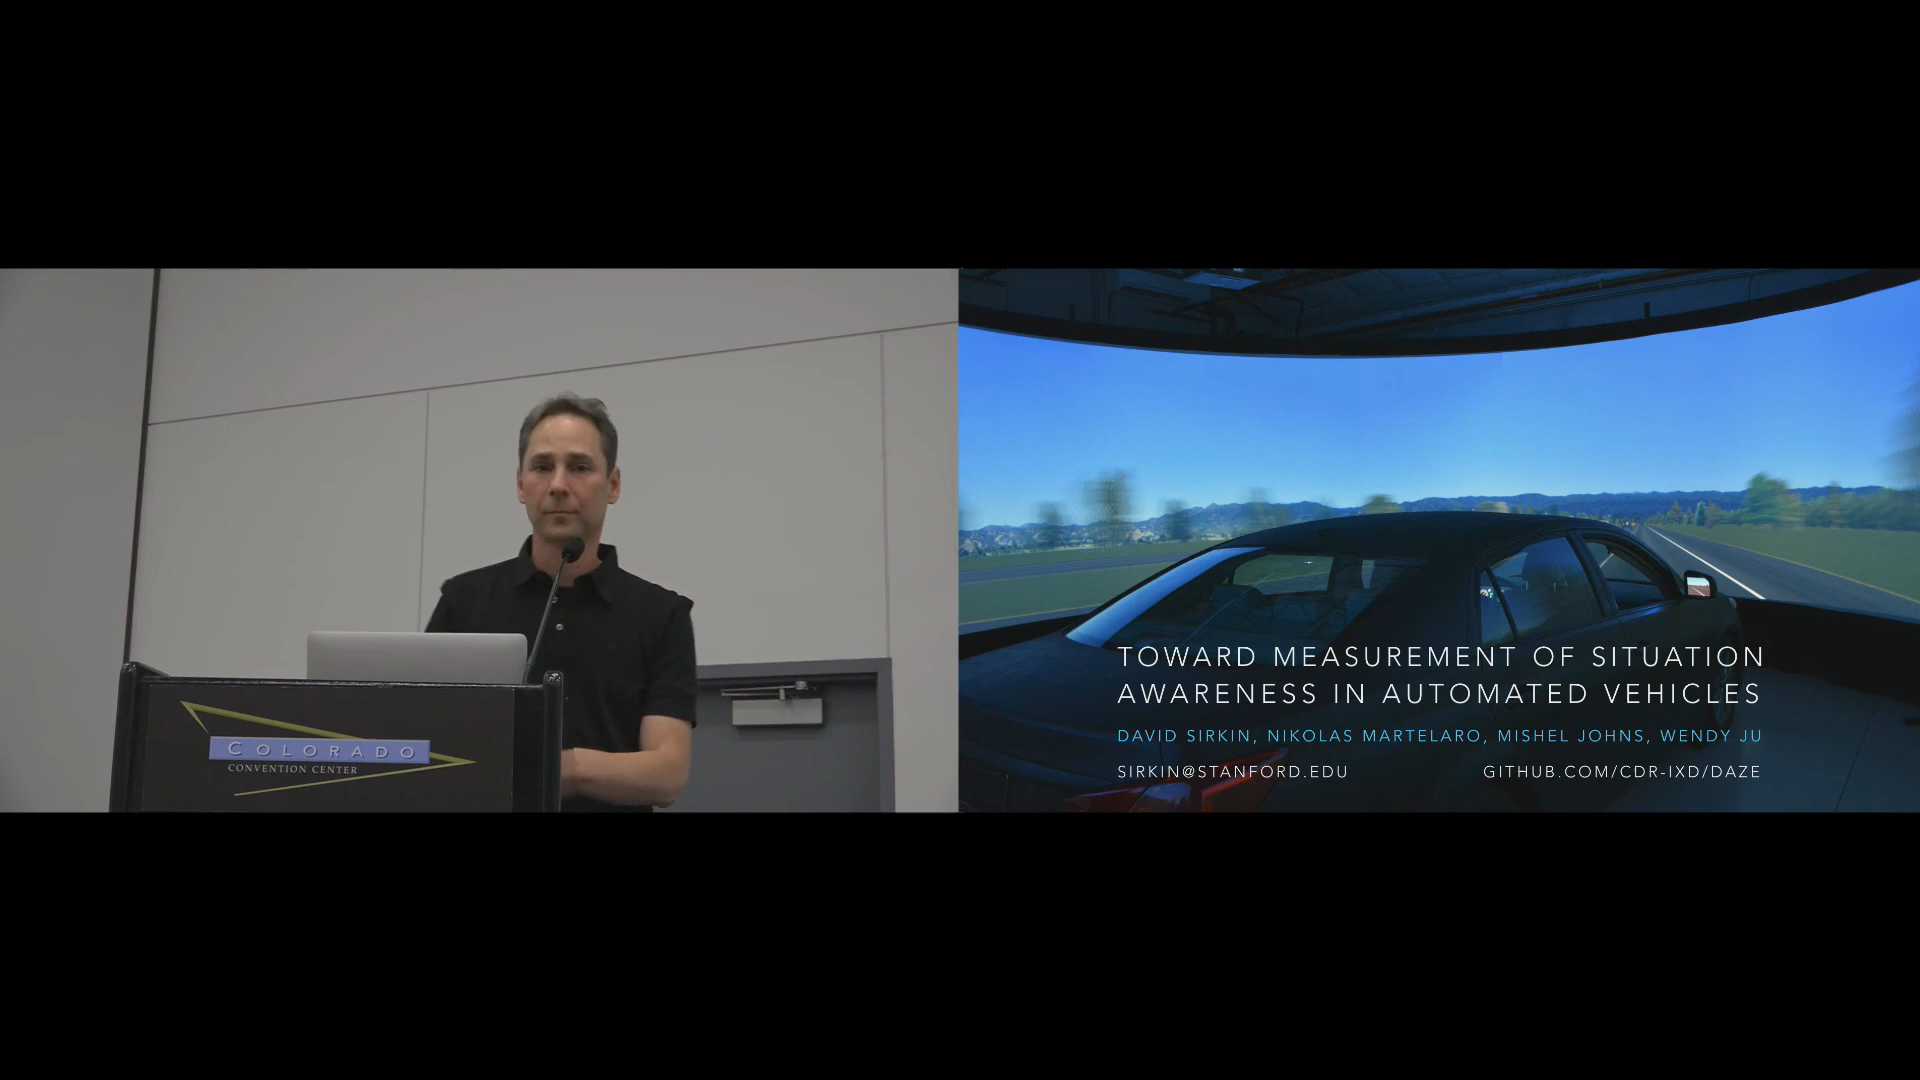 COLORADO
CONVENTION CENTER
TOWARD MEASUREMENT OF SITUATION
AWARENESS IN AUTOMATED VEHICLES
DAVID SIRKIN, NIKOLAS MARTELARO, MISHEL JOHNS, WENDY JU
SIRKIN@STANFORD.EDU
GITHUB.COM/CDR-IXD/DAZE